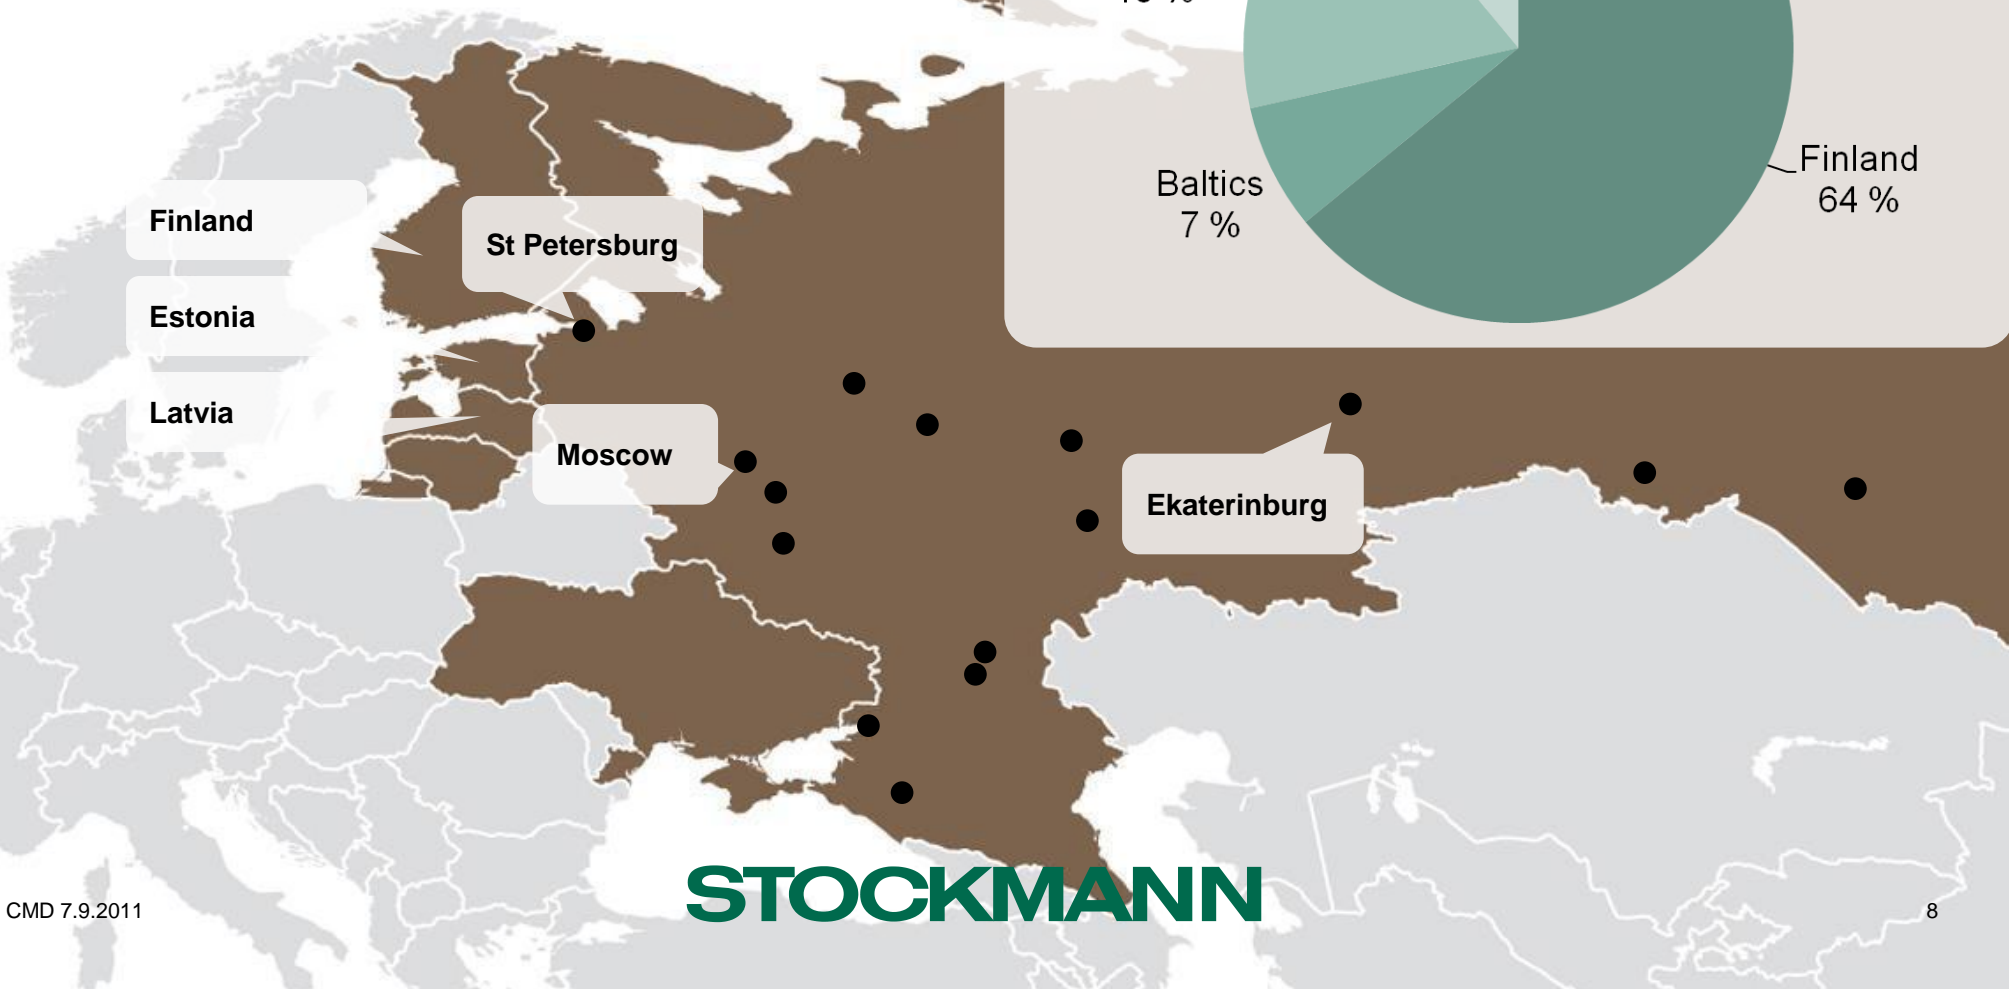 Finland
64 %
Baltics
7 %
Finland
St Petersburg
Estonia
Latvia
Moscow
Ekaterinburg
STOCKMANN
CMD 7.9.2011
8